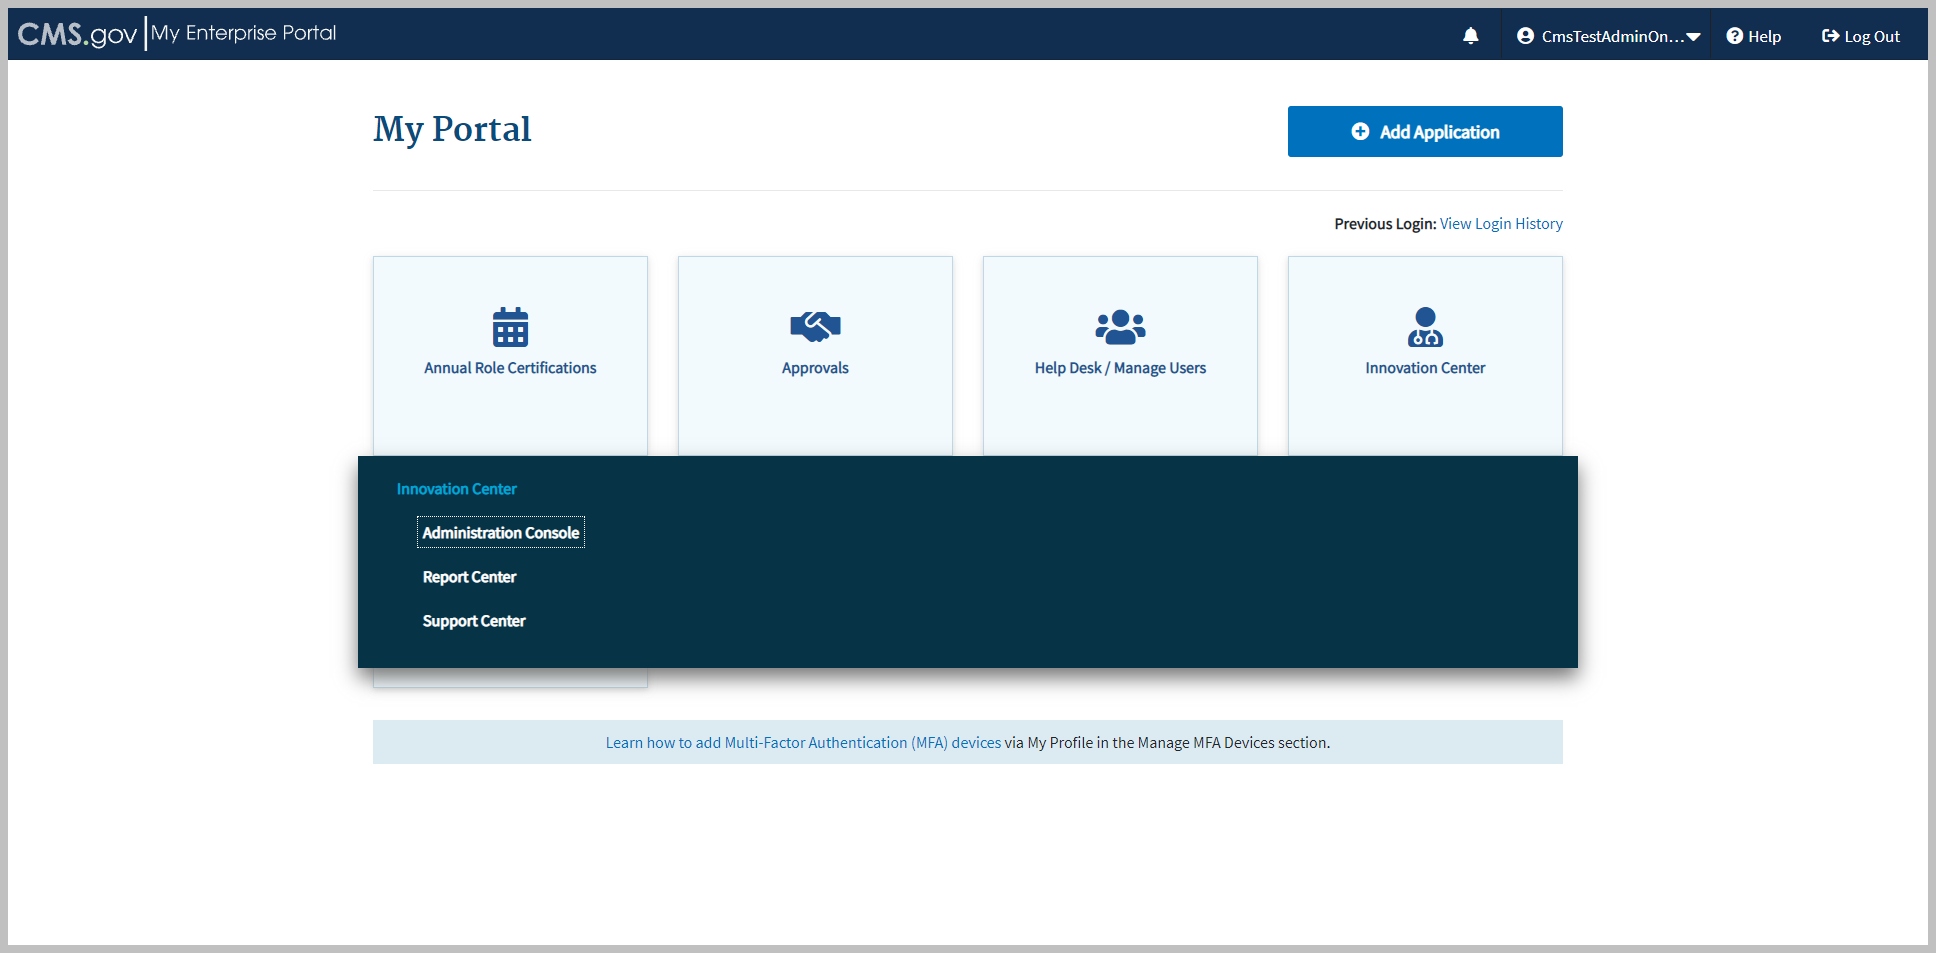 CMS.gov My Enterprise Portal
CmsTestAdminOn... Help Log Out
My Portal
Add Application
Previous Login: View Login History
Annual Role Certifications
Approvals
Help Desk / Manage Users
Innovation Center
Innovation Center
Administration Console
Report Center
Support Center
Learn how to add Multi-Factor Authentication (MFA) devices via My Profile in the Manage MFA Devices section.